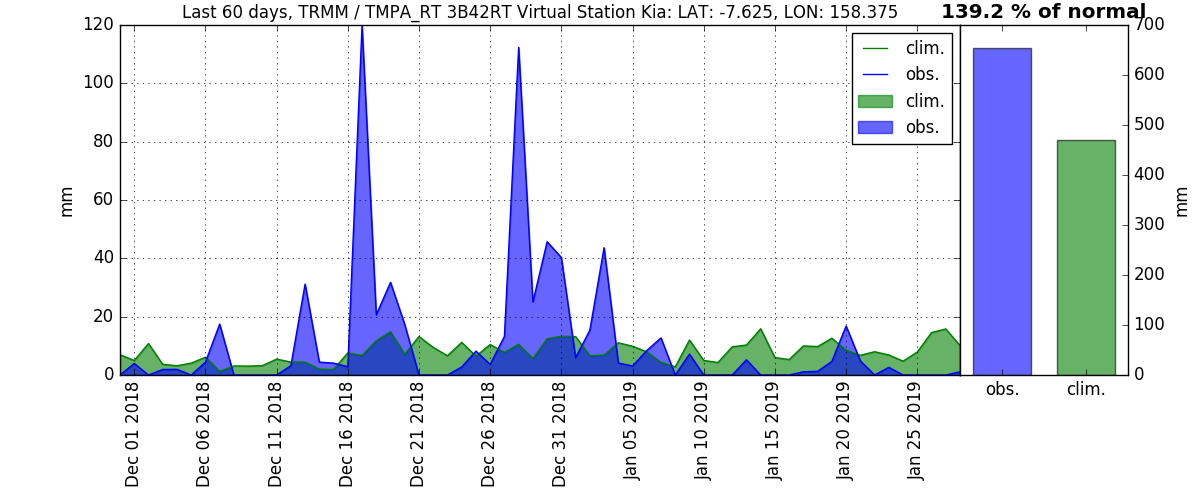 Last 60 days, TRMM / TMPA_RT 3B42RT Virtual Station Kia: LAT: -7.625, LON: 158.375
139.2 % of normal
120
100
80
60
40
20
0
mm
clim.
obs.
clim.
obs.
700
600
500
400
300
200
100
0
mm
obs.
clim.
Dec 01 2018
Dec 06 2018
Dec 11 2018
Dec 16 2018
Dec 21 2018
Dec 26 2018
Dec 31 2018
Jan 05 2019
Jan 10 2019
Jan 15 2019
Jan 20 2019
Jan 25 2019